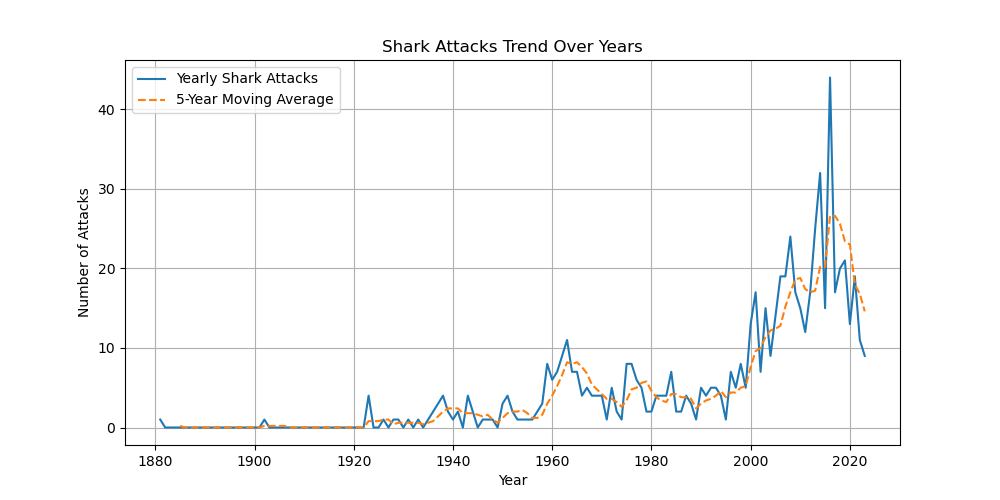 Shark Attacks Trend Over Years
Yearly Shark Attacks
5-Year Moving Average
Number of Attacks
40
30
20
10
0
1880 1900 1920 1940 1960 1980 2000 2020
Year